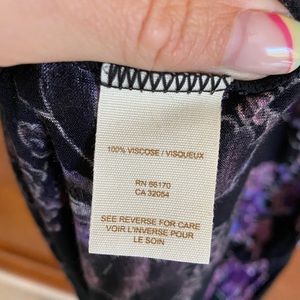 100% VISCOSE / VISQUEUX
RN 66170
CA 32054
SEE REVERSE FOR CARE
VOIR L'INVERSE POUR
LE SOIN